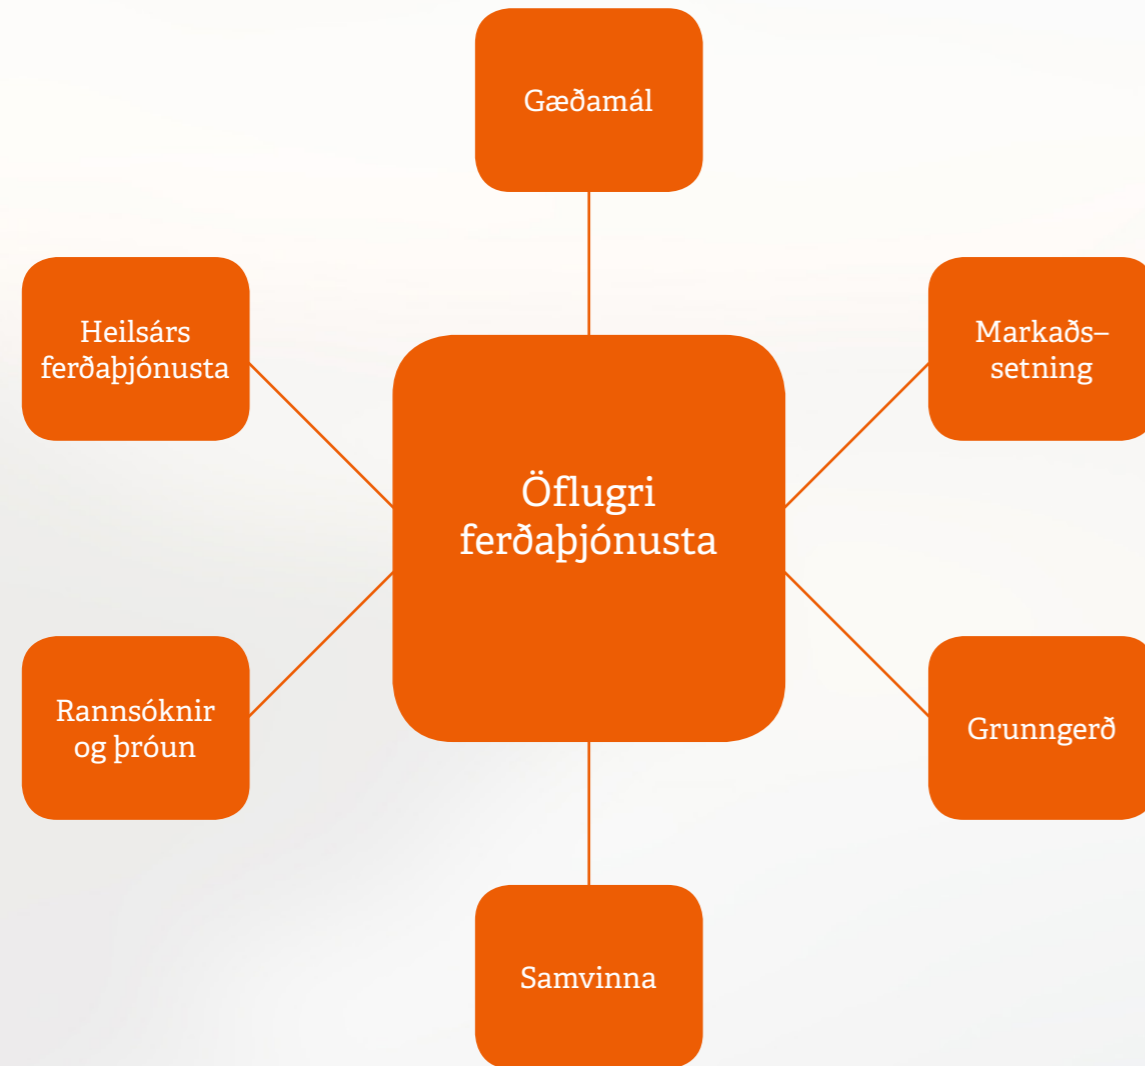 Gæðamál
Heilsárs
ferðaþjónusta
Markaðs–
setning
Öflugri
ferðaþjónusta
Rannsóknir
og þróun
Grunngerð
Samvinna